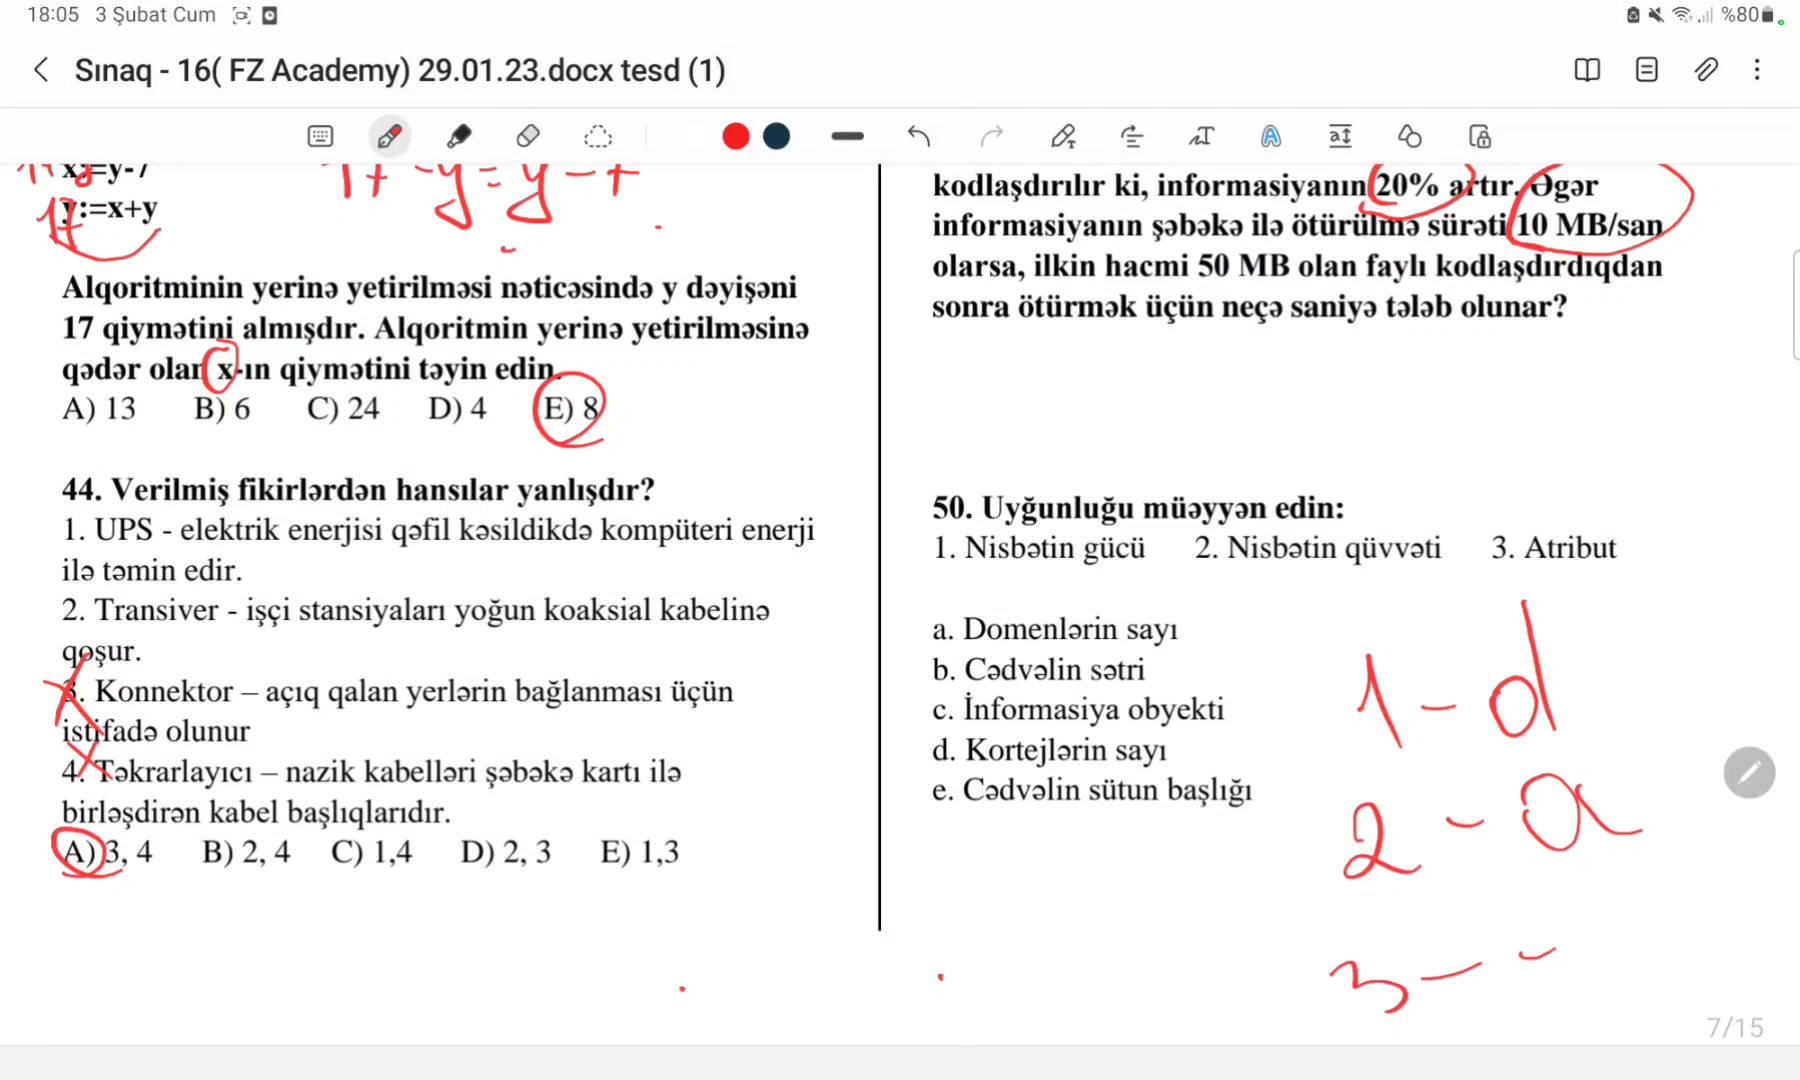 18:05 3 Şubat Cum %80
Sınaq - 16( FZ Academy) 29.01.23.docx tesd (1)
x:=y-7
17
y:=x+y
Alqoritminin yerinə yetirilməsi nəticəsində y dəyişəni
17 qiymətini almışdır. Alqoritmin yerinə yetirilməsinə
qədər olan x-ın qiymətini təyin edin.
A) 13 B) 6 C) 24 D) 4 E) 8
44. Verilmiş fikirlərdən hansılar yanlışdır?
1. UPS - elektrik enerjisi qəfil kəsildikdə kompüteri enerji
ilə təmin edir.
2. Transiver - işçi stansiyaları yoğun koaksial kabelinə
qoşur.
3. Konnektor – açıq qalan yerlərin bağlanması üçün
istifadə olunur
4. Təkrarlayıcı – nazik kabelləri şəbəkə kartı ilə
birləşdirən kabel başlıqlarıdır.
A) 3, 4 B) 2, 4 C) 1,4 D) 2, 3 E) 1,3
kodlaşdırılır ki, informasiyanın 20% artır. Əgər
informasiyanın şəbəkə ilə ötürülmə sürəti 10 MB/san
olarsa, ilkin hacmi 50 MB olan faylı kodlaşdırdıqdan
sonra ötürmək üçün neçə saniyə tələb olunar?
50. Uyğunluğu müəyyən edin:
1. Nisbətin gücü 2. Nisbətin qüvvəti 3. Atribut
a. Domenlərin sayı
b. Cədvəlin sətri
c. İnformasiya obyekti
d. Kortejlərin sayı
e. Cədvəlin sütun başlığı
1 - d
2 - a
3 - -
7/15